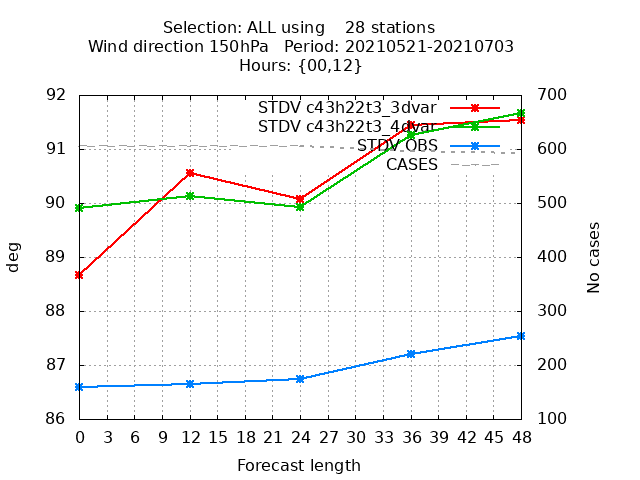 Selection: ALL using    28 stations
Wind direction 150hPa   Period: 20210521-20210703
Hours: {00,12}
92
91
90
89
88
87
86
700
600
500
400
300
200
100
STDV c43h22t3_3dvar
STDV c43h22t3_4dvar
STDV OBS
CASES
deg
No cases
0 3 6 9 12 15 18 21 24 27 30 33 36 39 42 45 48
Forecast length